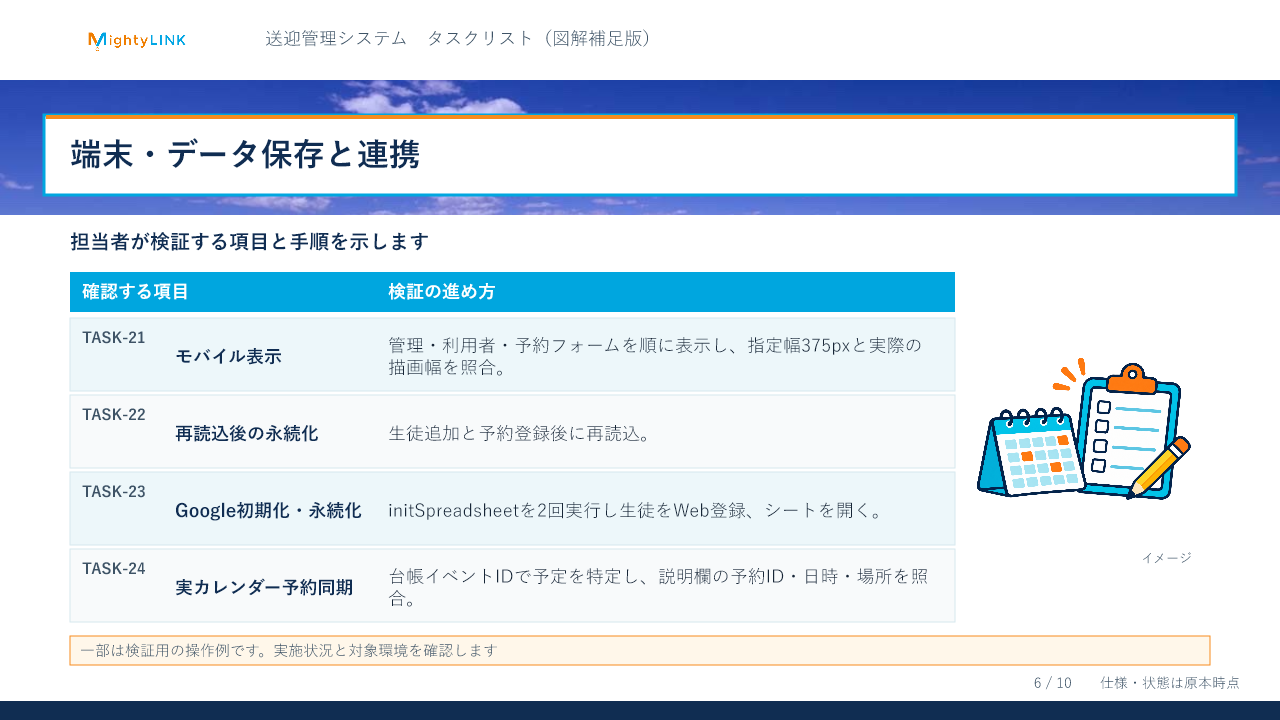 MightyLINK
送迎管理システム　タスクリスト（図解補足版）
端末・データ保存と連携
担当者が検証する項目と手順を示します
確認する項目
検証の進め方
TASK-21
モバイル表示
管理・利用者・予約フォームを順に表示し、指定幅375pxと実際の
描画幅を照合。
TASK-22
再読込後の永続化
生徒追加と予約登録後に再読込。
TASK-23
Google初期化・永続化
initSpreadsheetを2回実行し生徒をWeb登録、シートを開く。
TASK-24
実カレンダー予約同期
台帳イベントIDで予定を特定し、説明欄の予約ID・日時・場所を照
合。
イメージ
一部は検証用の操作例です。実施状況と対象環境を確認します
6 / 10
仕様・状態は原本時点